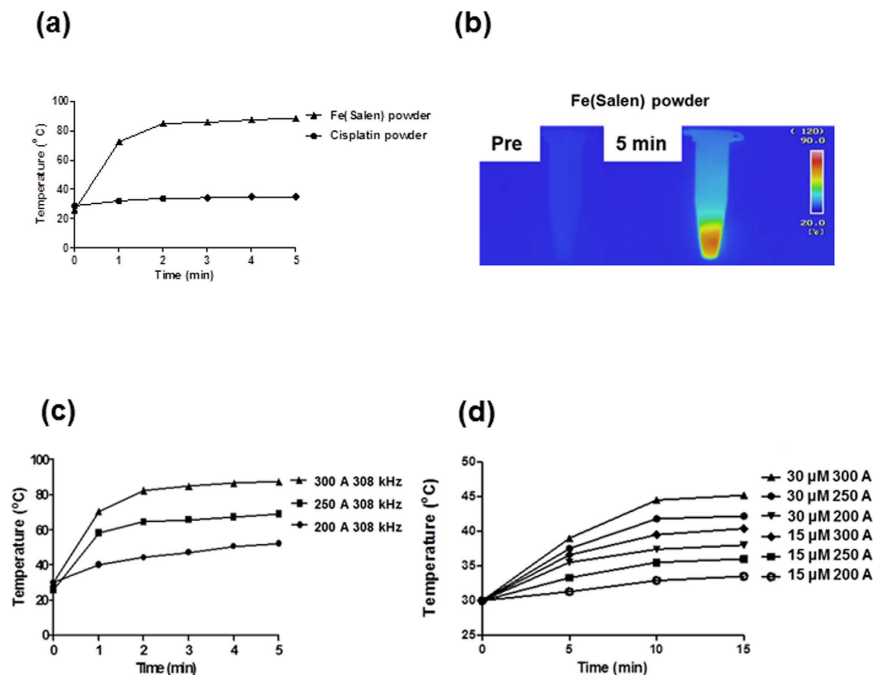 (a)
(b)
100
80
60
40
20
0
Temperature (°C)
0 1 2 3 4 5
Time (min)
Fe(Salen) powder
Cisplatin powder
Fe(Salen) powder
Pre
5 min
(120)
90.0
20.0
[℃]
(c)
(d)
100
80
60
40
20
0
Temperature (°C)
0 1 2 3 4 5
TIme (min)
300 A 308 kHz
250 A 308 kHz
200 A 308 kHz
50
45
40
35
30
25
Temperature (°C)
0 5 10 15
Time (min)
30 µM 300 A
30 µM 250 A
30 µM 200 A
15 µM 300 A
15 µM 250 A
15 µM 200 A